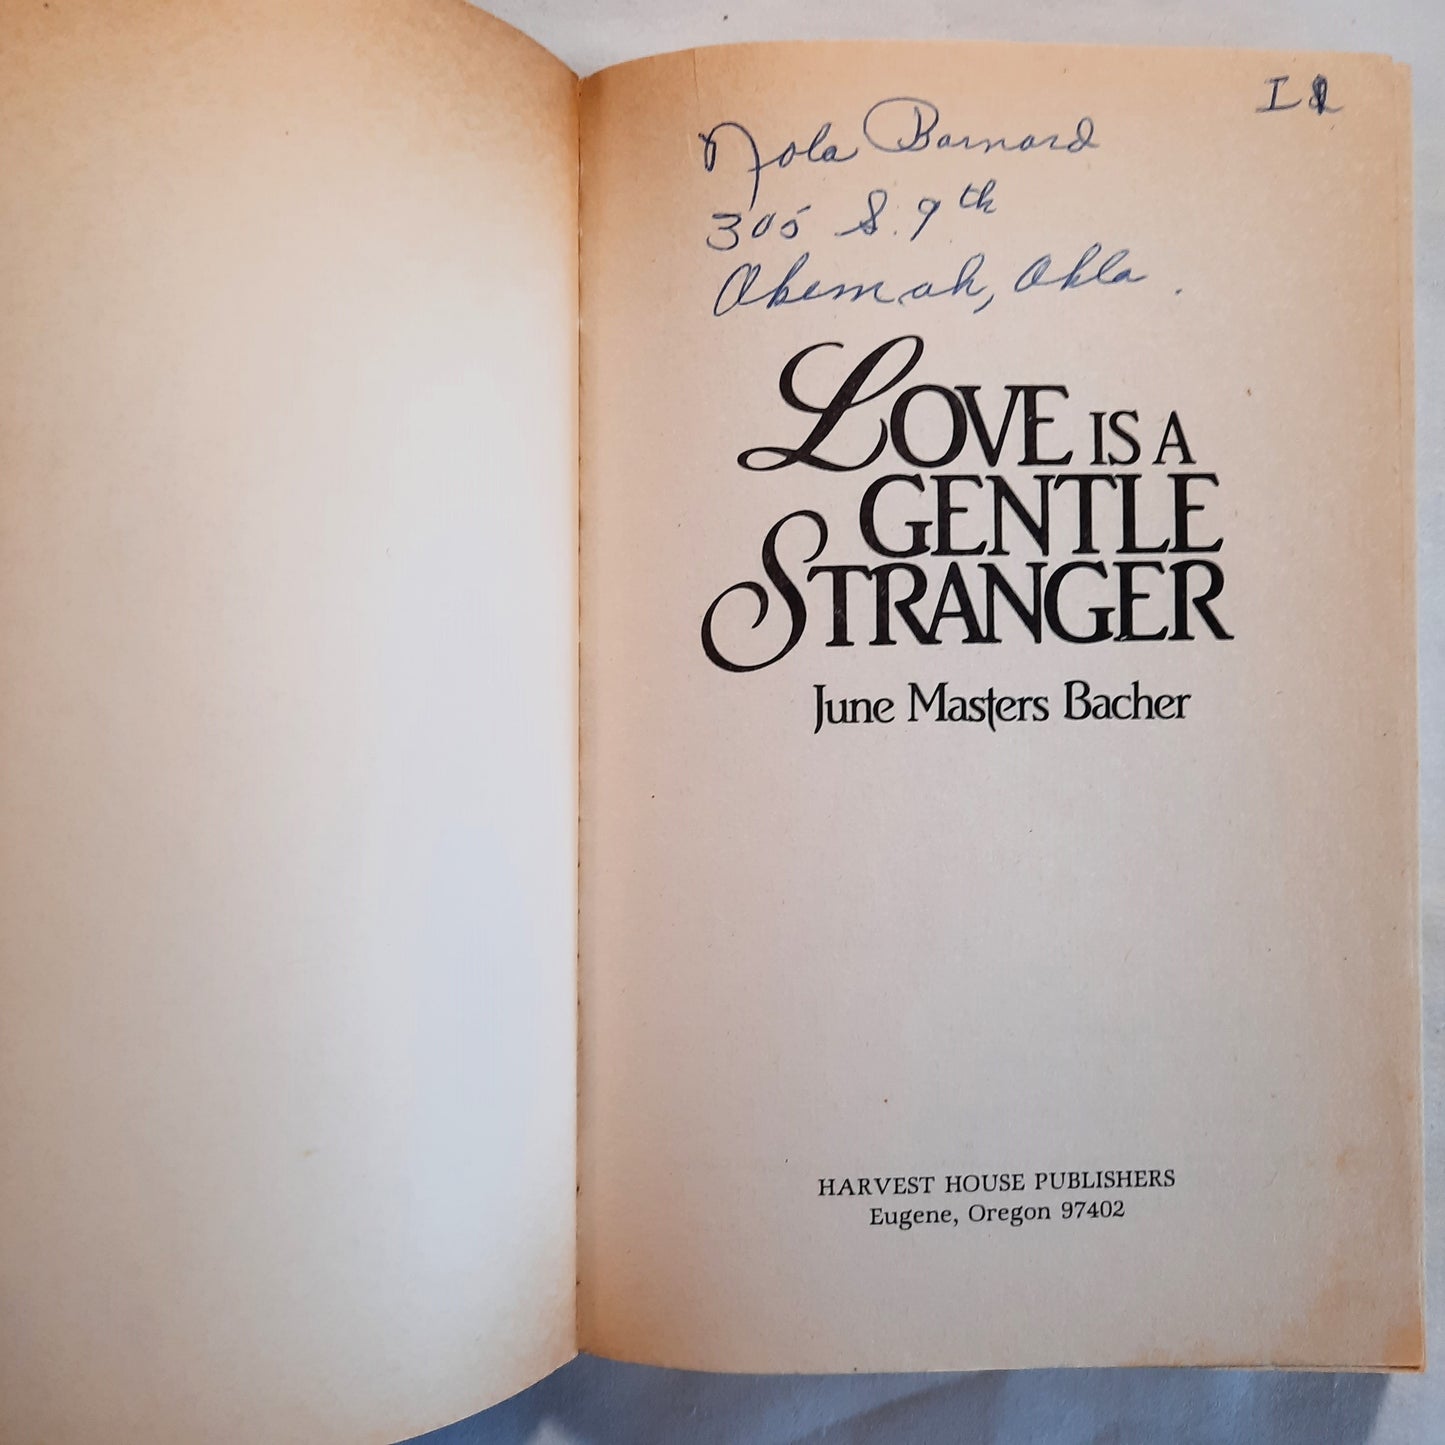 Nola Barnard
305 S. 9th
Okemah, Okla.
LOVE IS A
GENTLE
STRANGER
June Masters Bacher
HARVEST HOUSE PUBLISHERS
Eugene, Oregon 97402